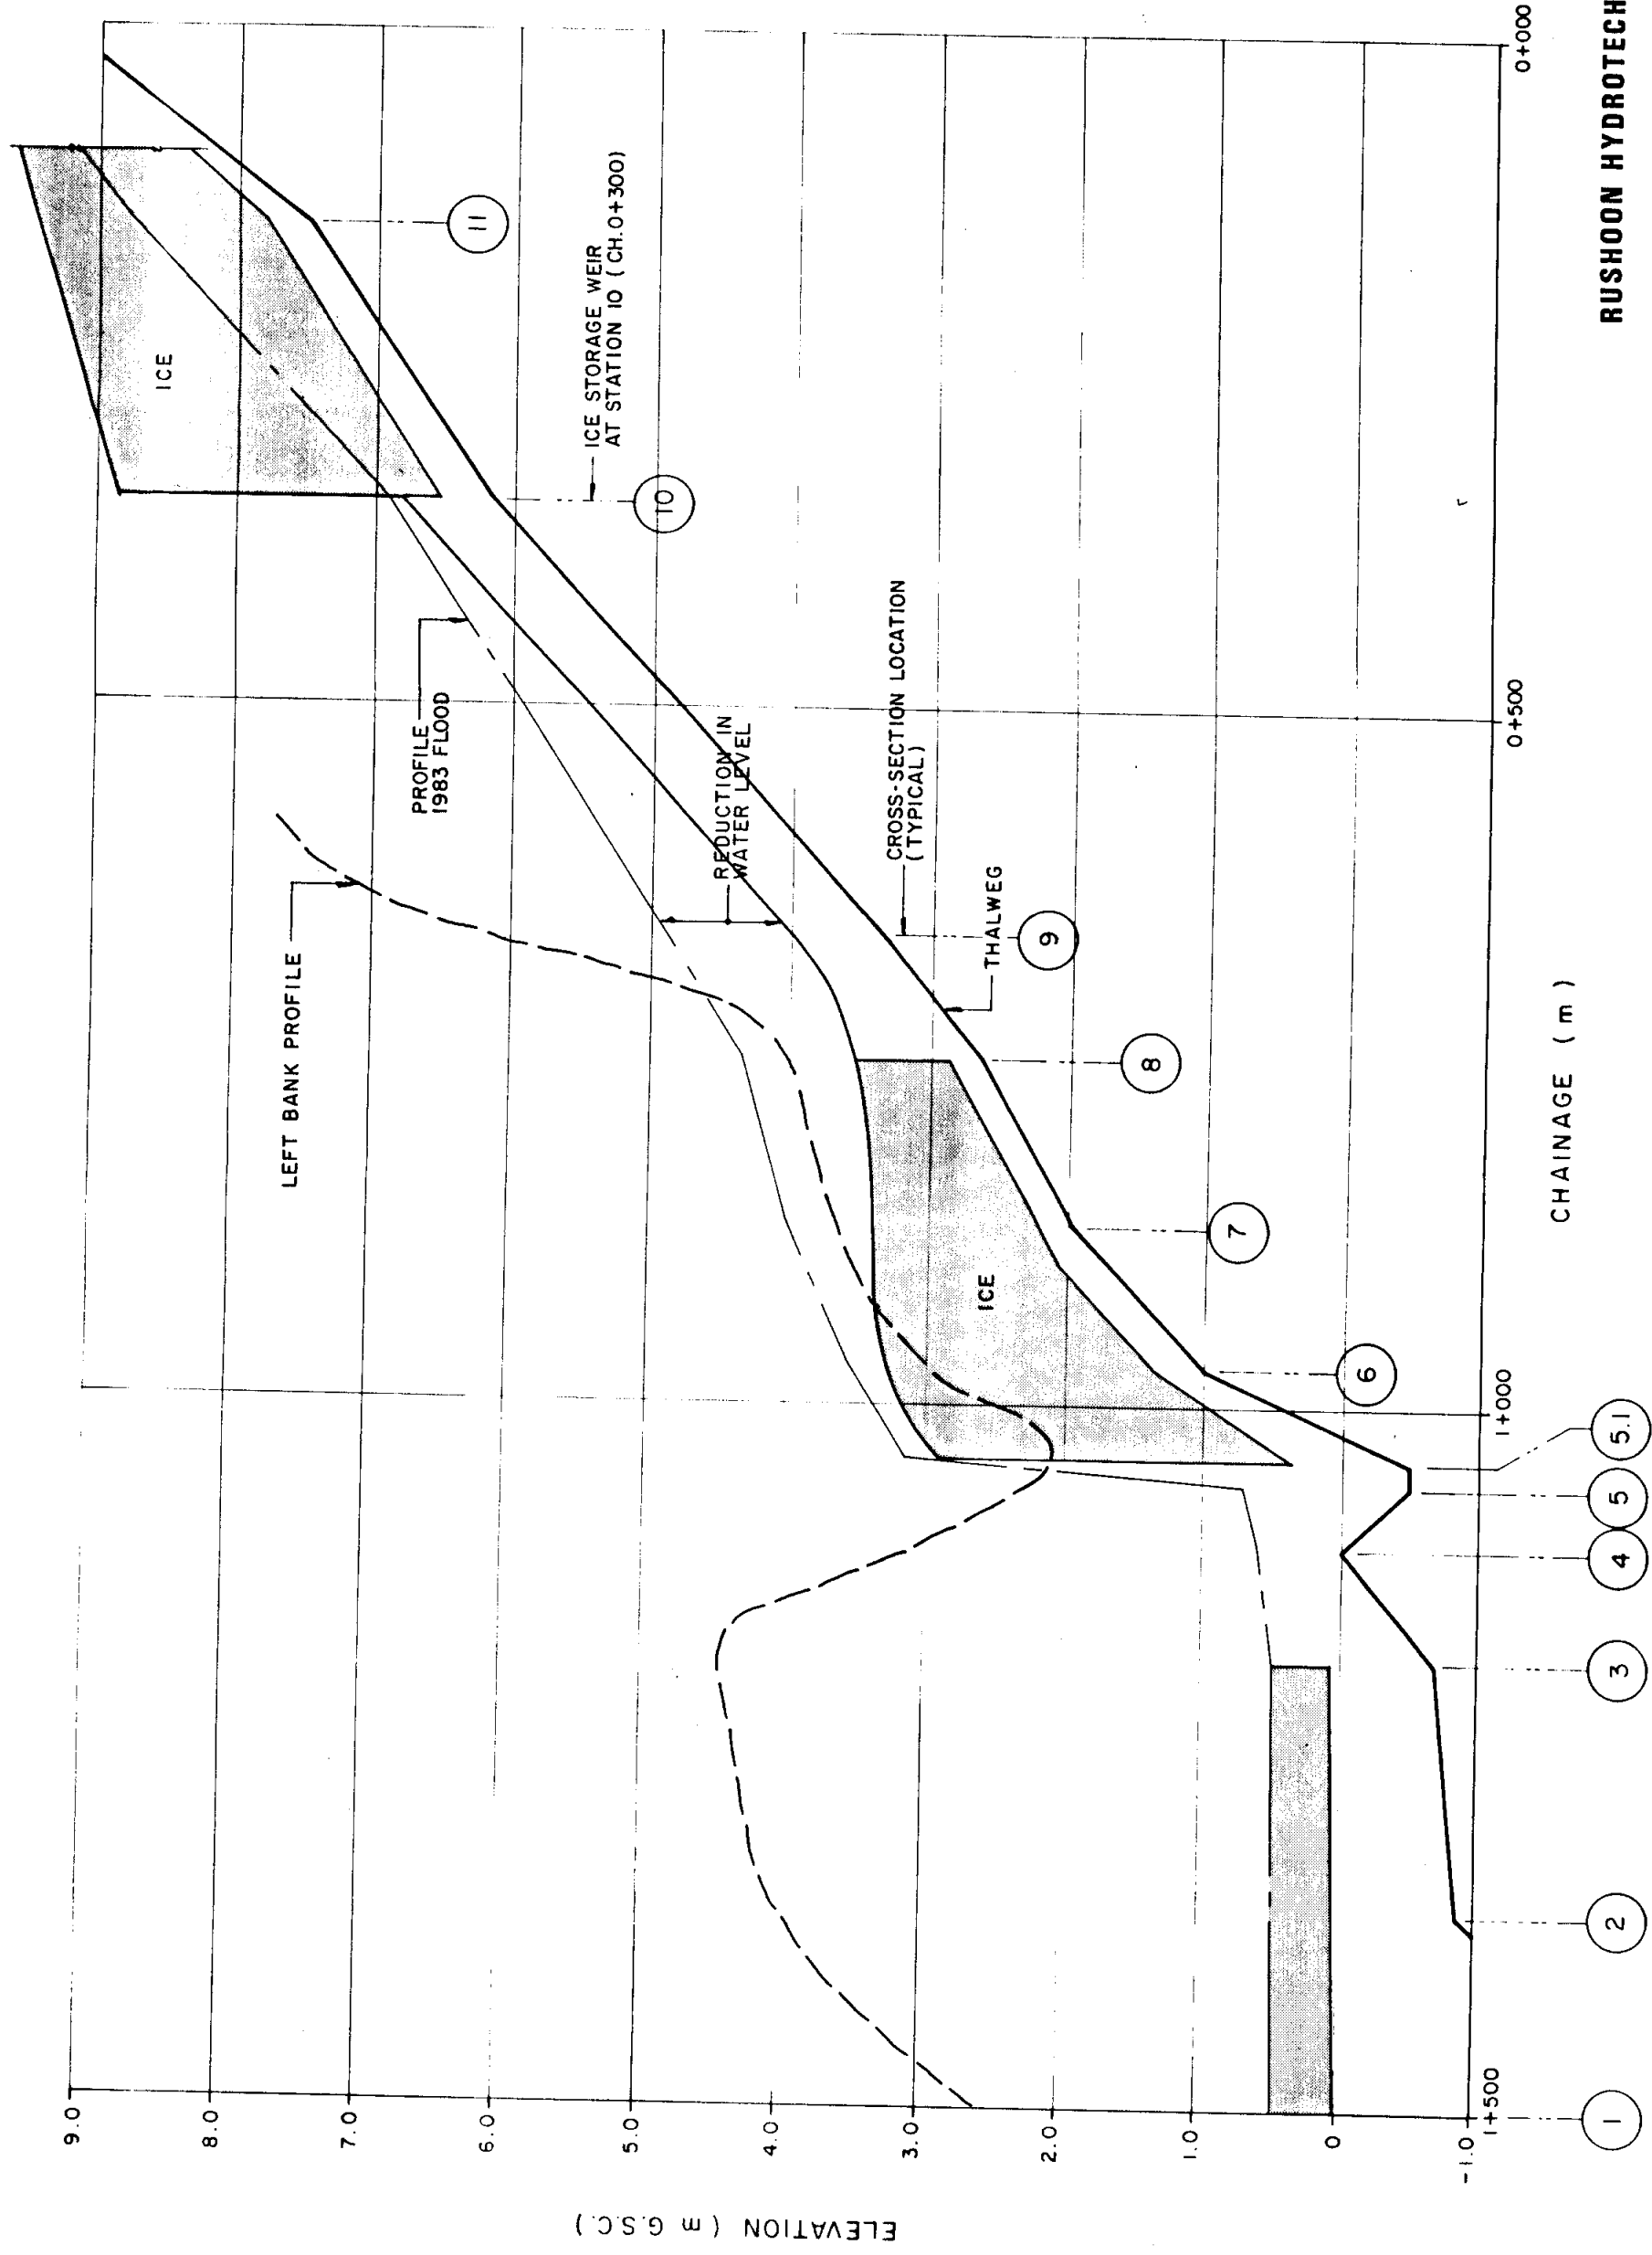 9.0
8.0
7.0
6.0
5.0
4.0
3.0
2.0
1.0
0
-1.0
ELEVATION (m G.S.C.)
1+500
1+000
0+500
0+000
CHAINAGE (m)
LEFT BANK PROFILE
PROFILE
1983 FLOOD
REDUCTION IN
WATER LEVEL
ICE
ICE
ICE STORAGE WEIR
AT STATION 10 (CH.0+300)
CROSS-SECTION LOCATION
(TYPICAL)
THALWEG
1
2
3
4
5
5.1
6
7
8
9
10
11
RUSHOON HYDROTECH